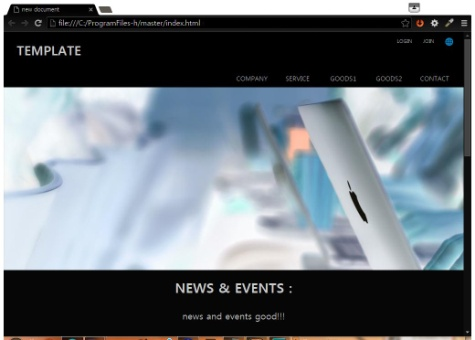 new document
file:///C:/ProgramFiles-h/master/index.html
LOGIN JOIN
TEMPLATE
COMPANY SERVICE GOODS1 GOODS2 CONTACT
NEWS & EVENTS :
news and events good!!!